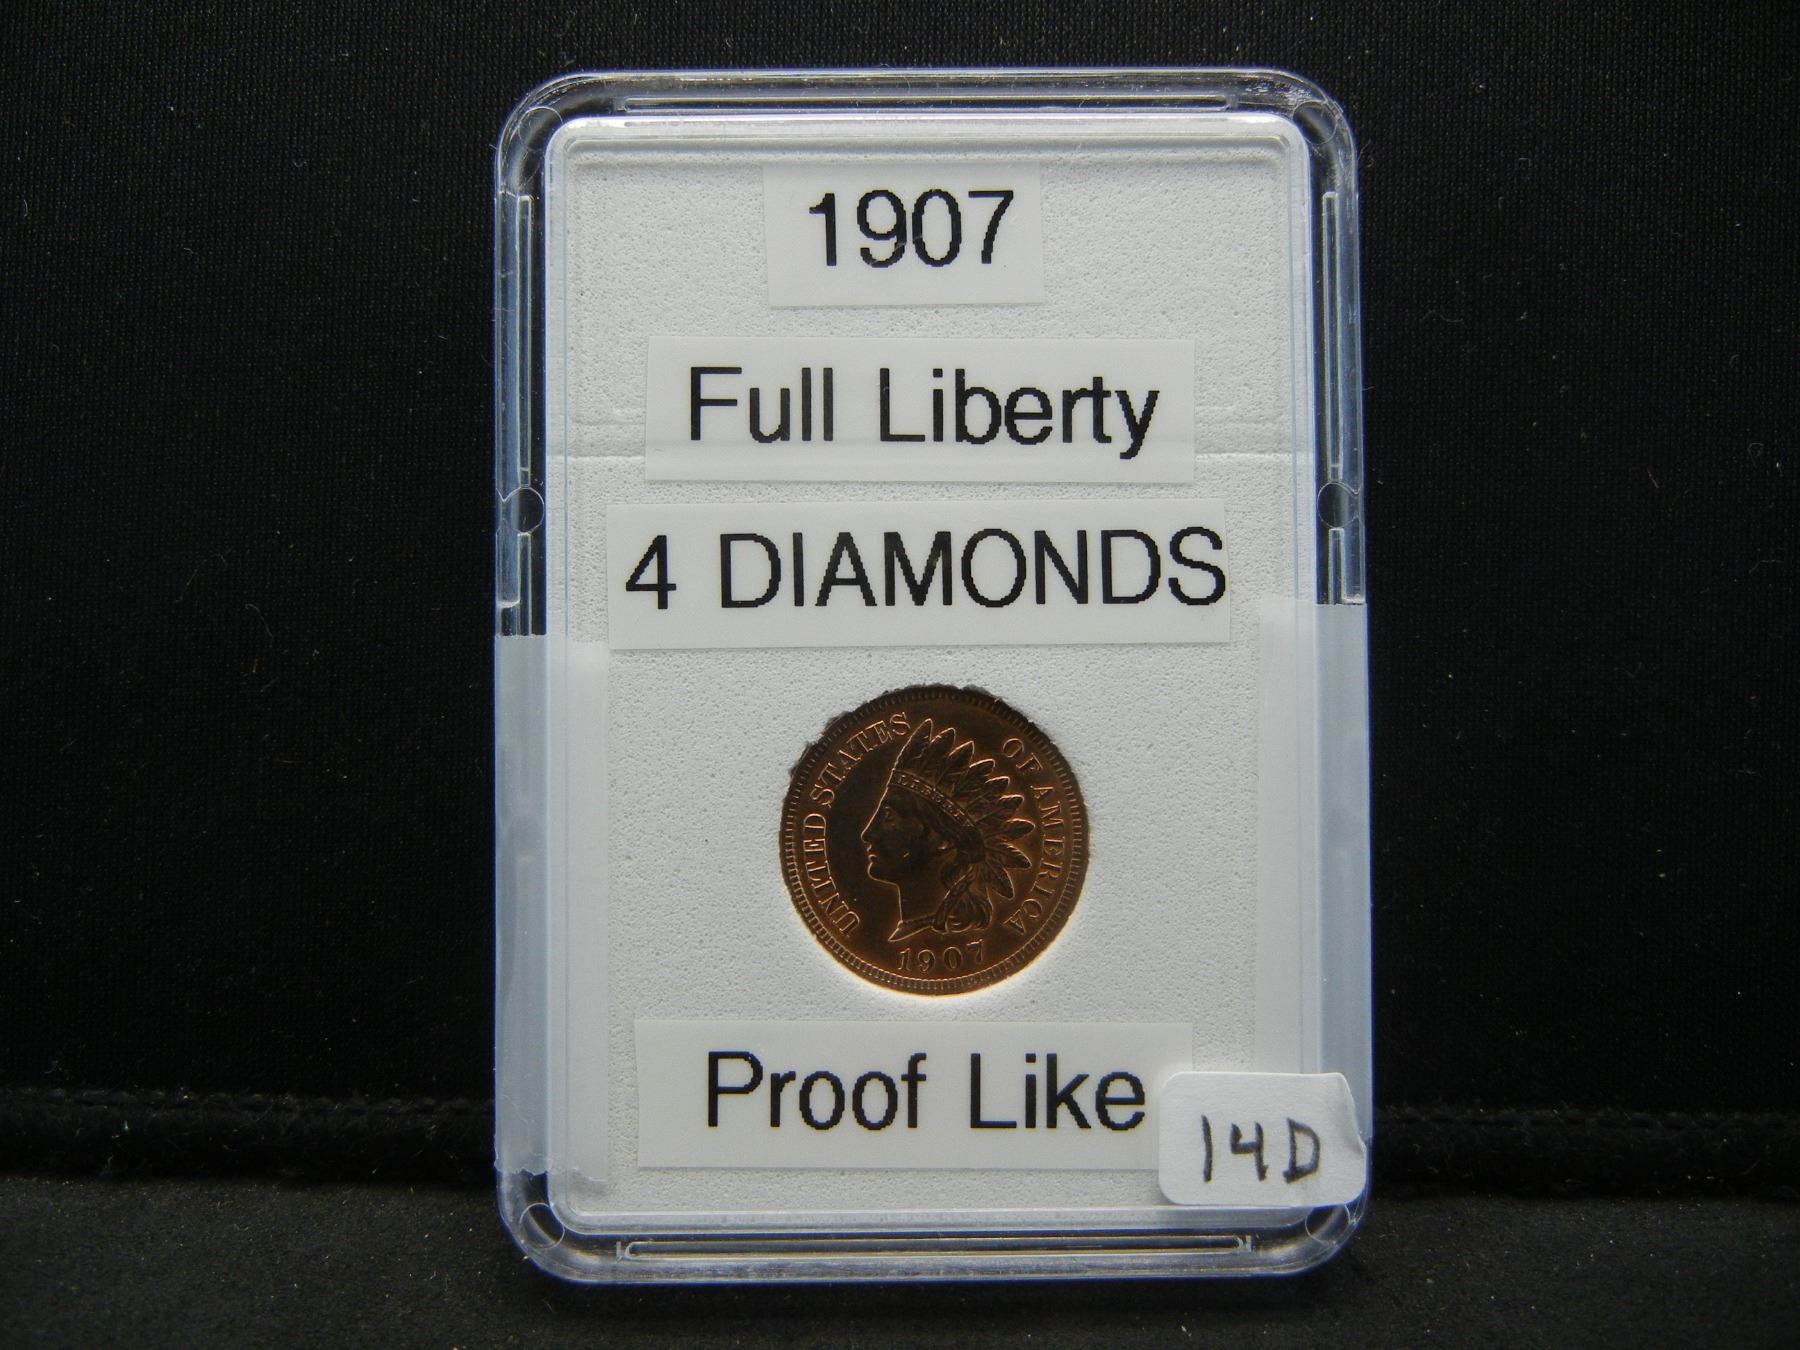 1907
Full Liberty
4 DIAMONDS
UNITED STATES OF AMERICA
LIBERTY
1907
Proof Like
14D